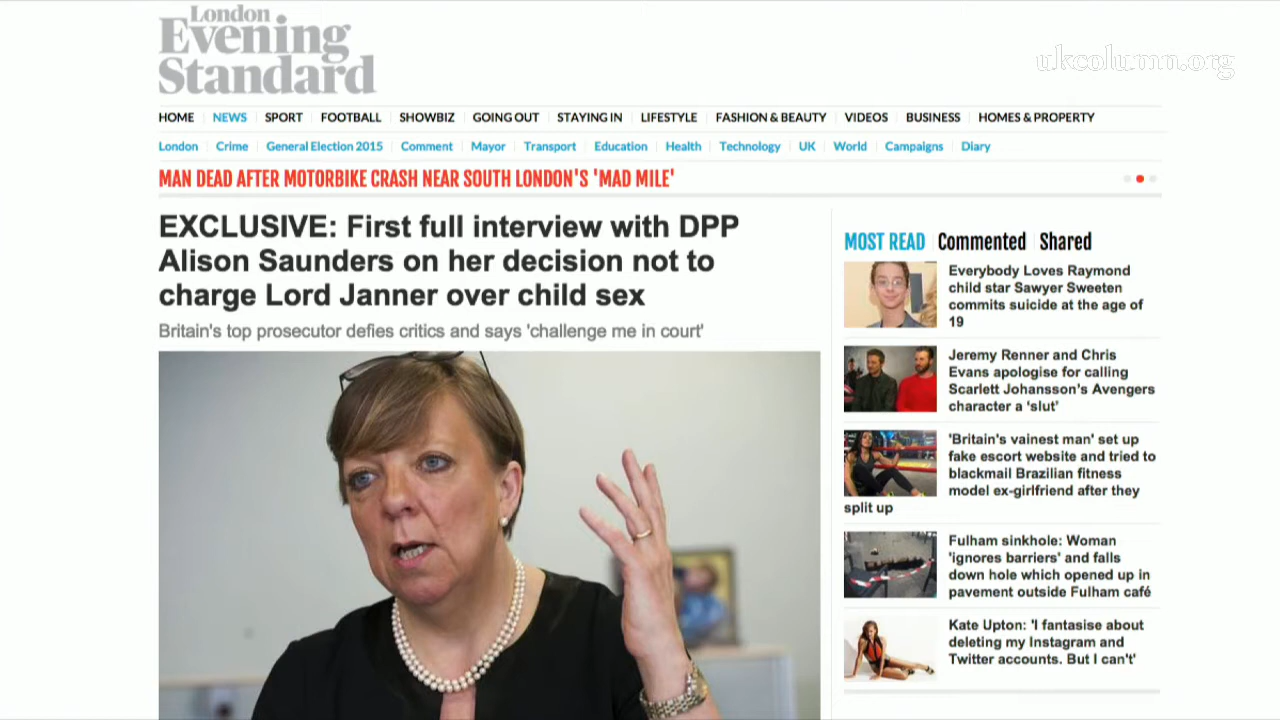 London
Evening
Standard
ukcolumn.org
HOME NEWS SPORT FOOTBALL SHOWBIZ GOING OUT STAYING IN LIFESTYLE FASHION & BEAUTY VIDEOS BUSINESS HOMES & PROPERTY
London Crime General Election 2015 Comment Mayor Transport Education Health Technology UK World Campaigns Diary
MAN DEAD AFTER MOTORBIKE CRASH NEAR SOUTH LONDON'S 'MAD MILE'
EXCLUSIVE: First full interview with DPP
Alison Saunders on her decision not to
charge Lord Janner over child sex
Britain's top prosecutor defies critics and says 'challenge me in court'
MOST READ Commented Shared
Everybody Loves Raymond
child star Sawyer Sweeten
commits suicide at the age of
19
Jeremy Renner and Chris
Evans apologise for calling
Scarlett Johansson's Avengers
character a 'slut'
'Britain's vainest man' set up
fake escort website and tried to
blackmail Brazilian fitness
model ex-girlfriend after they
split up
Fulham sinkhole: Woman
'ignores barriers' and falls
down hole which opened up in
pavement outside Fulham café
Kate Upton: 'I fantasise about
deleting my Instagram and
Twitter accounts. But I can't'